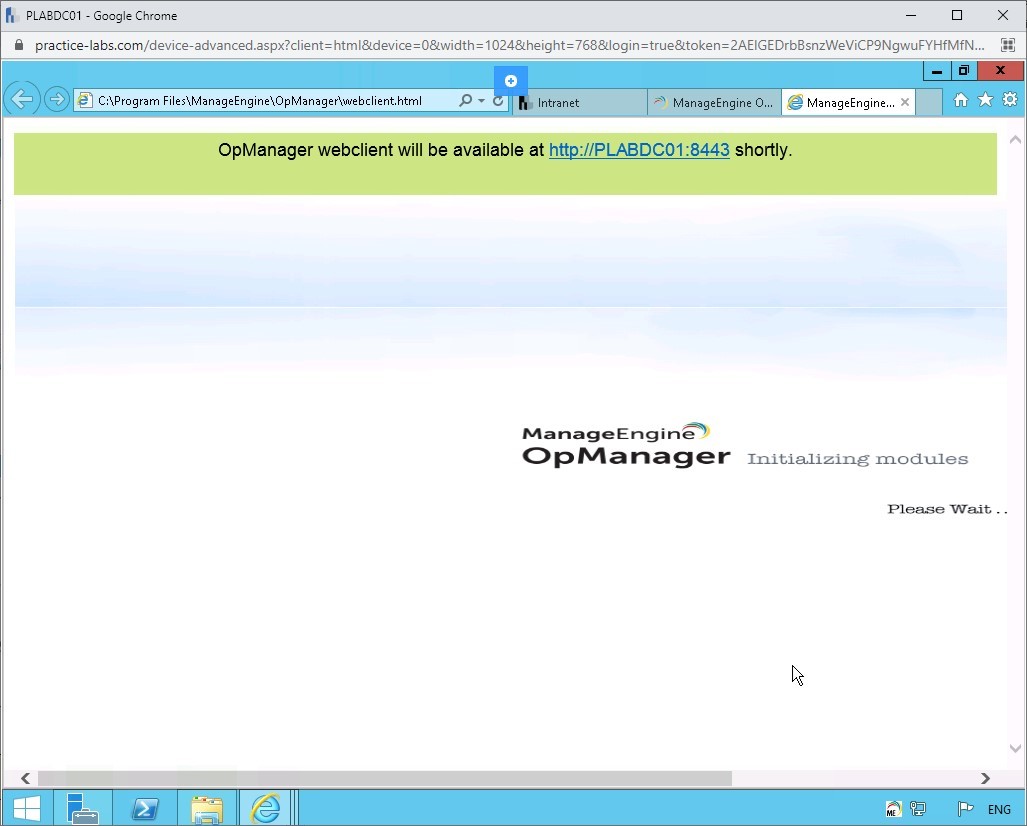 PLABDC01 - Google Chrome
practice-labs.com/device-advanced.aspx?client=html&device=0&width=1024&height=768&login=true&token=2AEIGEDrbBsnzWeViCP9NgwuFYHfMfN...
C:\Program Files\ManageEngine\OpManager\webclient.html
Intranet
ManageEngine O...
ManageEngine...
OpManager webclient will be available at http://PLABDC01:8443 shortly.
ManageEngine
OpManager Initializing modules
Please Wait ..
ME
ENG